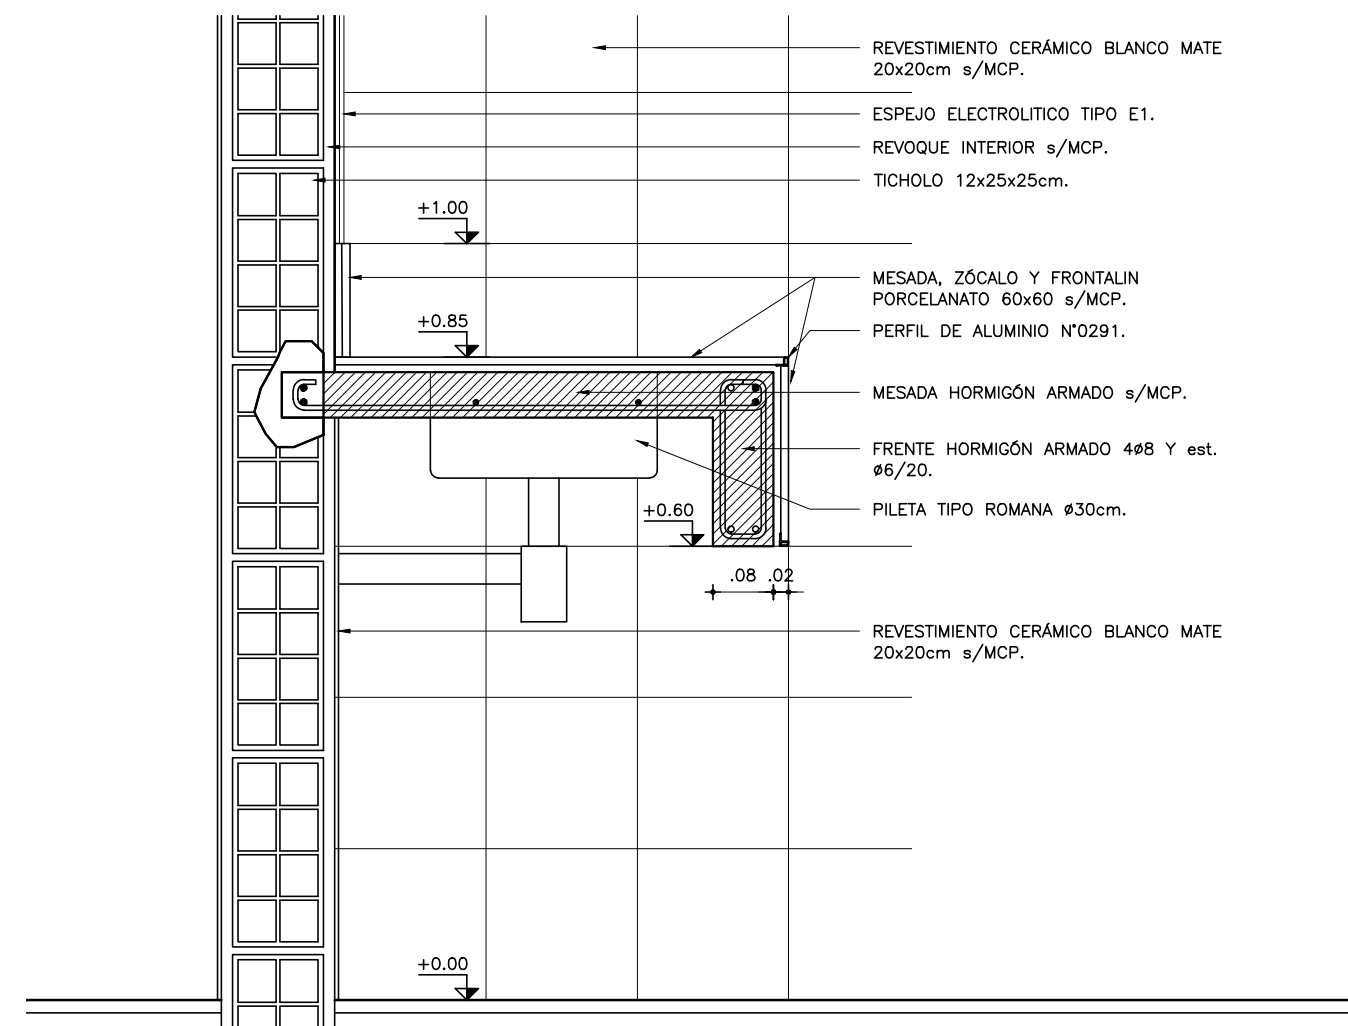 REVESTIMIENTO CERÁMICO BLANCO MATE
20x20cm s/MCP.
ESPEJO ELECTROLITICO TIPO E1.
REVOQUE INTERIOR s/MCP.
TICHOLO 12x25x25cm.
+1.00
MESADA, ZÓCALO Y FRONTALIN
PORCELANATO 60x60 s/MCP.
+0.85
PERFIL DE ALUMINIO N°0291.
MESADA HORMIGÓN ARMADO s/MCP.
FRENTE HORMIGÓN ARMADO 4ø8 Y est.
ø6/20.
+0.60
PILETA TIPO ROMANA ø30cm.
.08 .02
REVESTIMIENTO CERÁMICO BLANCO MATE
20x20cm s/MCP.
+0.00